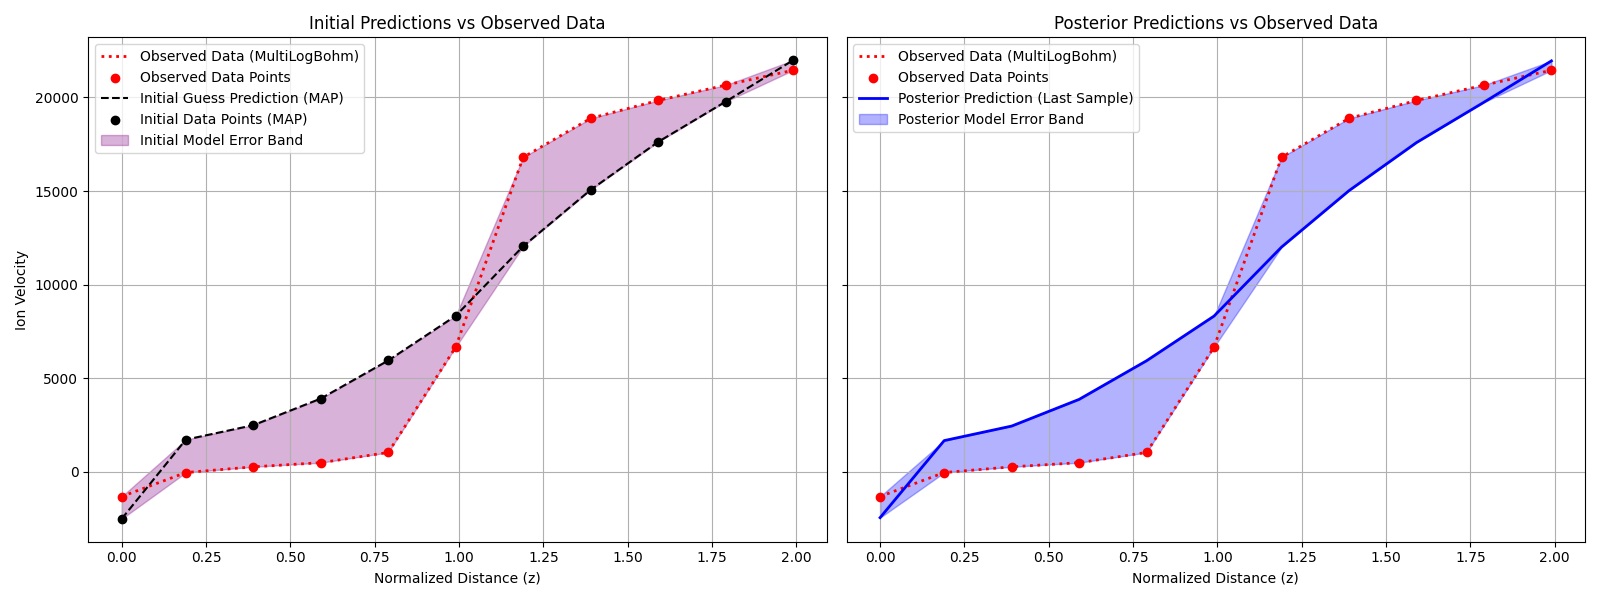 Initial Predictions vs Observed Data
Observed Data (MultiLogBohm)
Observed Data Points
Initial Guess Prediction (MAP)
Initial Data Points (MAP)
Initial Model Error Band
Ion Velocity
20000
15000
10000
5000
0
0.00 0.25 0.50 0.75 1.00 1.25 1.50 1.75 2.00
Normalized Distance (z)
Posterior Predictions vs Observed Data
Observed Data (MultiLogBohm)
Observed Data Points
Posterior Prediction (Last Sample)
Posterior Model Error Band
0.00 0.25 0.50 0.75 1.00 1.25 1.50 1.75 2.00
Normalized Distance (z)